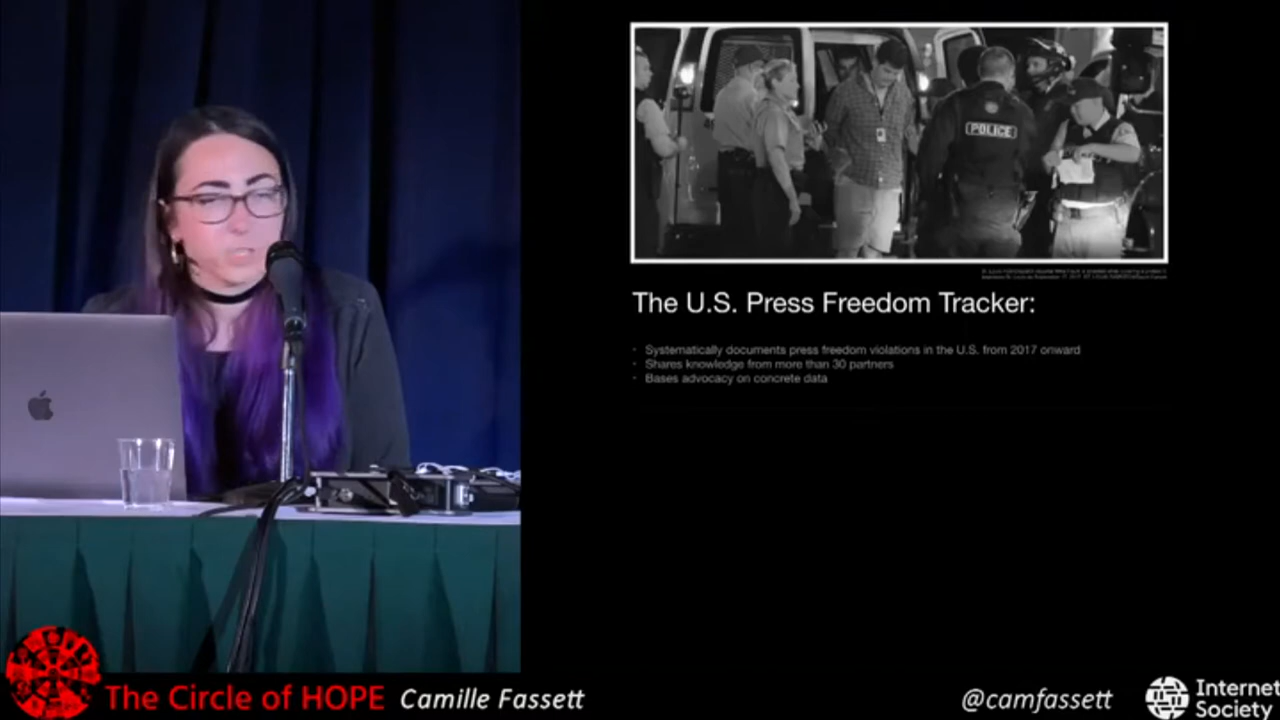 POLICE
The U.S. Press Freedom Tracker:
Systematically documents press freedom violations in the U.S. from 2017 onward
Shares knowledge from more than 30 partners
Bases advocacy on concrete data
The Circle of HOPE Camille Fassett
@camfassett
Internet
Society